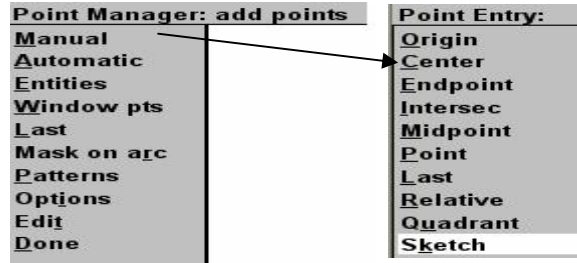 Point Manager: add points
Manual
Automatic
Entities
Window pts
Last
Mask on arc
Patterns
Options
Edit
Done
Point Entry:
Origin
Center
Endpoint
Intersec
Midpoint
Point
Last
Relative
Quadrant
Sketch